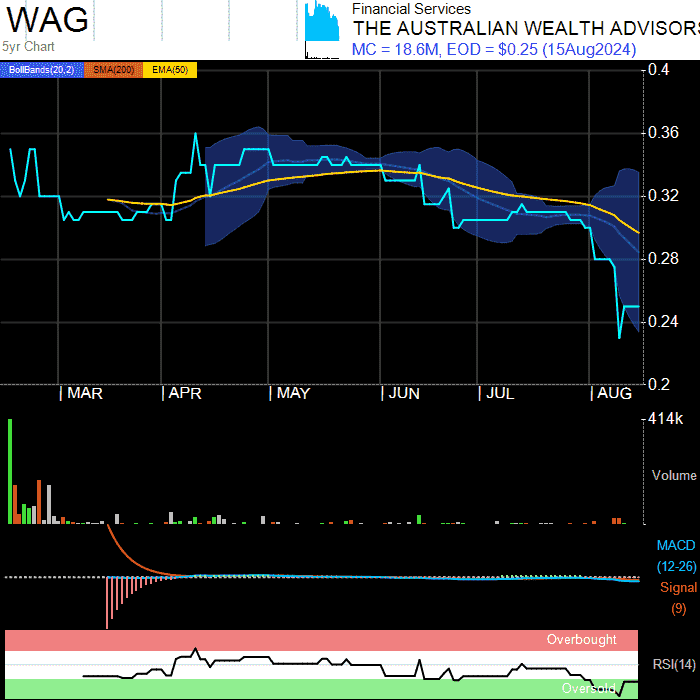 WAG
5yr Chart
Financial Services
THE AUSTRALIAN WEALTH ADVISORS
MC = 18.6M, EOD = $0.25 (15Aug2024)
BollBands(20,2) SMA(200) EMA(50)
0.4
0.36
0.32
0.28
0.24
0.2
MAR APR MAY JUN JUL AUG
414k
Volume
MACD
(12-26)
Signal
(9)
Overbought
RSI(14)
Oversold